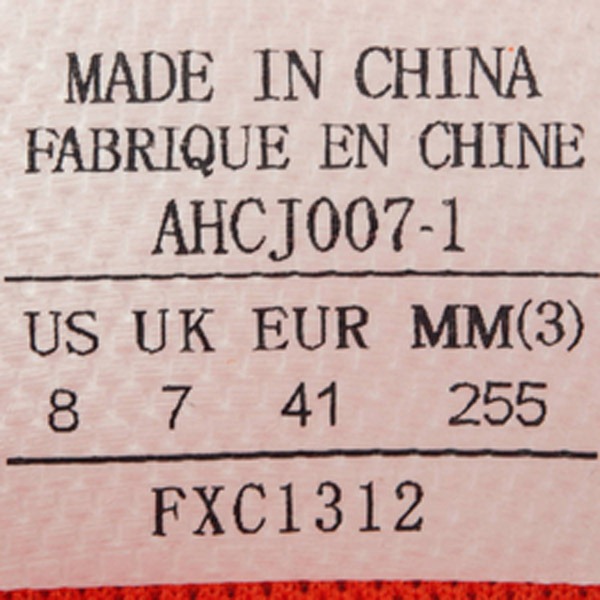 MADE IN CHINA
FABRIQUE EN CHINE
AHCJ007-1
US UK EUR MM(3)
8 7 41 255
FXC1312